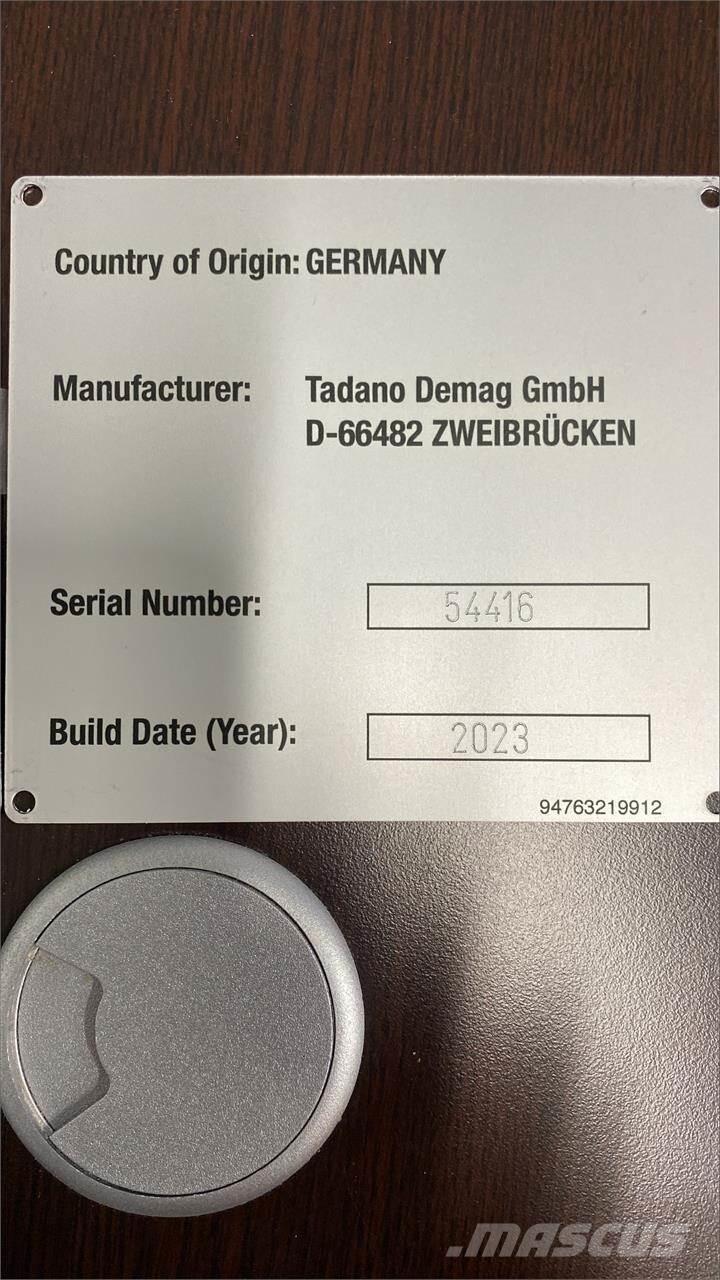 Country of Origin: GERMANY
Manufacturer: Tadano Demag GmbH
D-66482 ZWEIBRÜCKEN
Serial Number: 54416
Build Date (Year): 2023
94763219912
.MASCUS